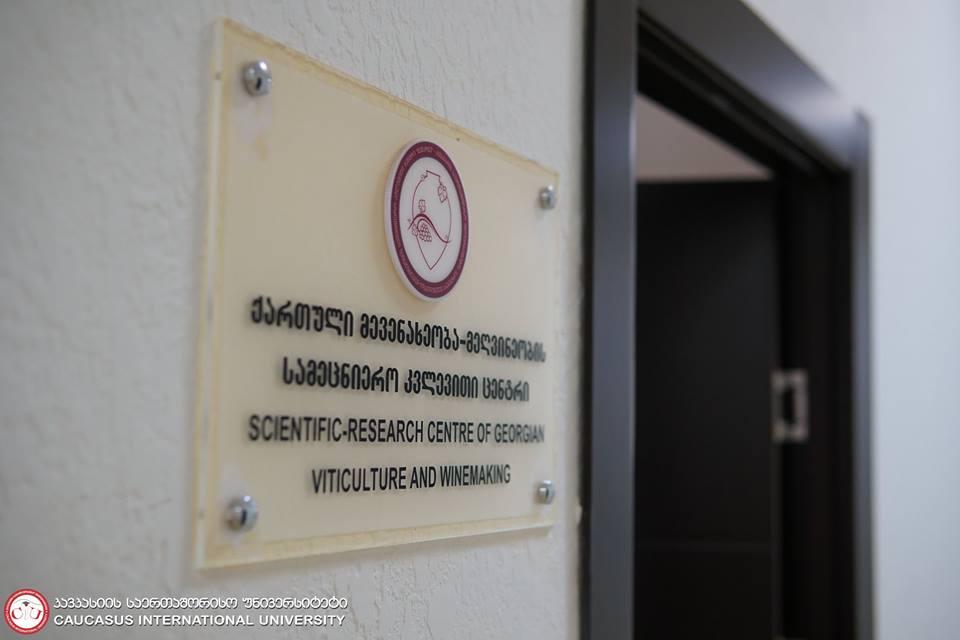 ქართული მევენახეობა-მეღვინეობის
სამეცნიერო კვლევითი ცენტრი
SCIENTIFIC-RESEARCH CENTRE OF GEORGIAN
VITICULTURE AND WINEMAKING
კავკასიის საერთაშორისო უნივერსიტეტი
CAUCASUS INTERNATIONAL UNIVERSITY